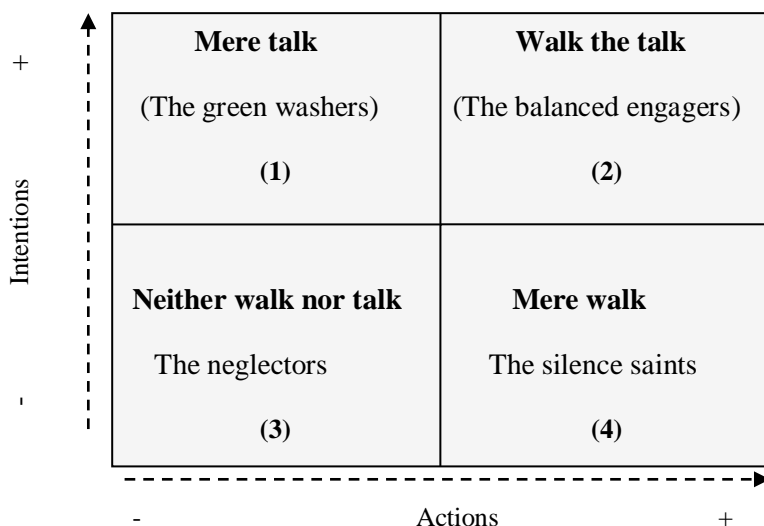 Mere talk
(The green washers)
(1)
Walk the talk
(The balanced engagers)
(2)
Neither walk nor talk
The neglectors
(3)
Mere walk
The silence saints
(4)
+
Intentions
-
-
Actions
+